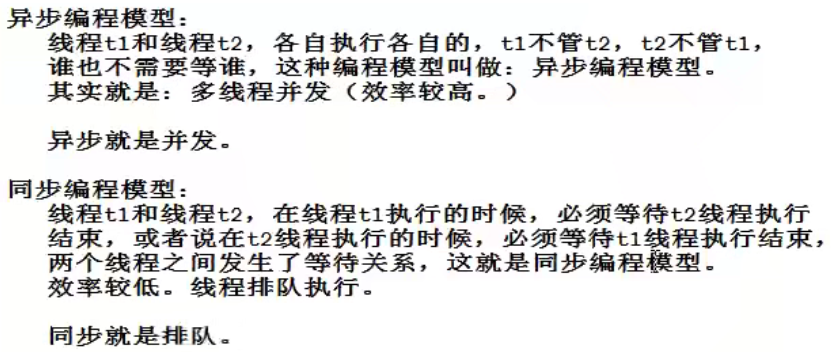 异步编程模型：
线程t1和线程t2，各自执行各自的，t1不管t2，t2不管t1，
谁也不需要等谁，这种编程模型叫做：异步编程模型。
其实就是：多线程并发（效率较高。）
异步就是并发。
同步编程模型：
线程t1和线程t2，在线程t1执行的时候，必须等待t2线程执行
结束，或者说在t2线程执行的时候，必须等待t1线程执行结束，
两个线程之间发生了等待关系，这就是同步编程模型。
效率较低。线程排队执行。
同步就是排队。